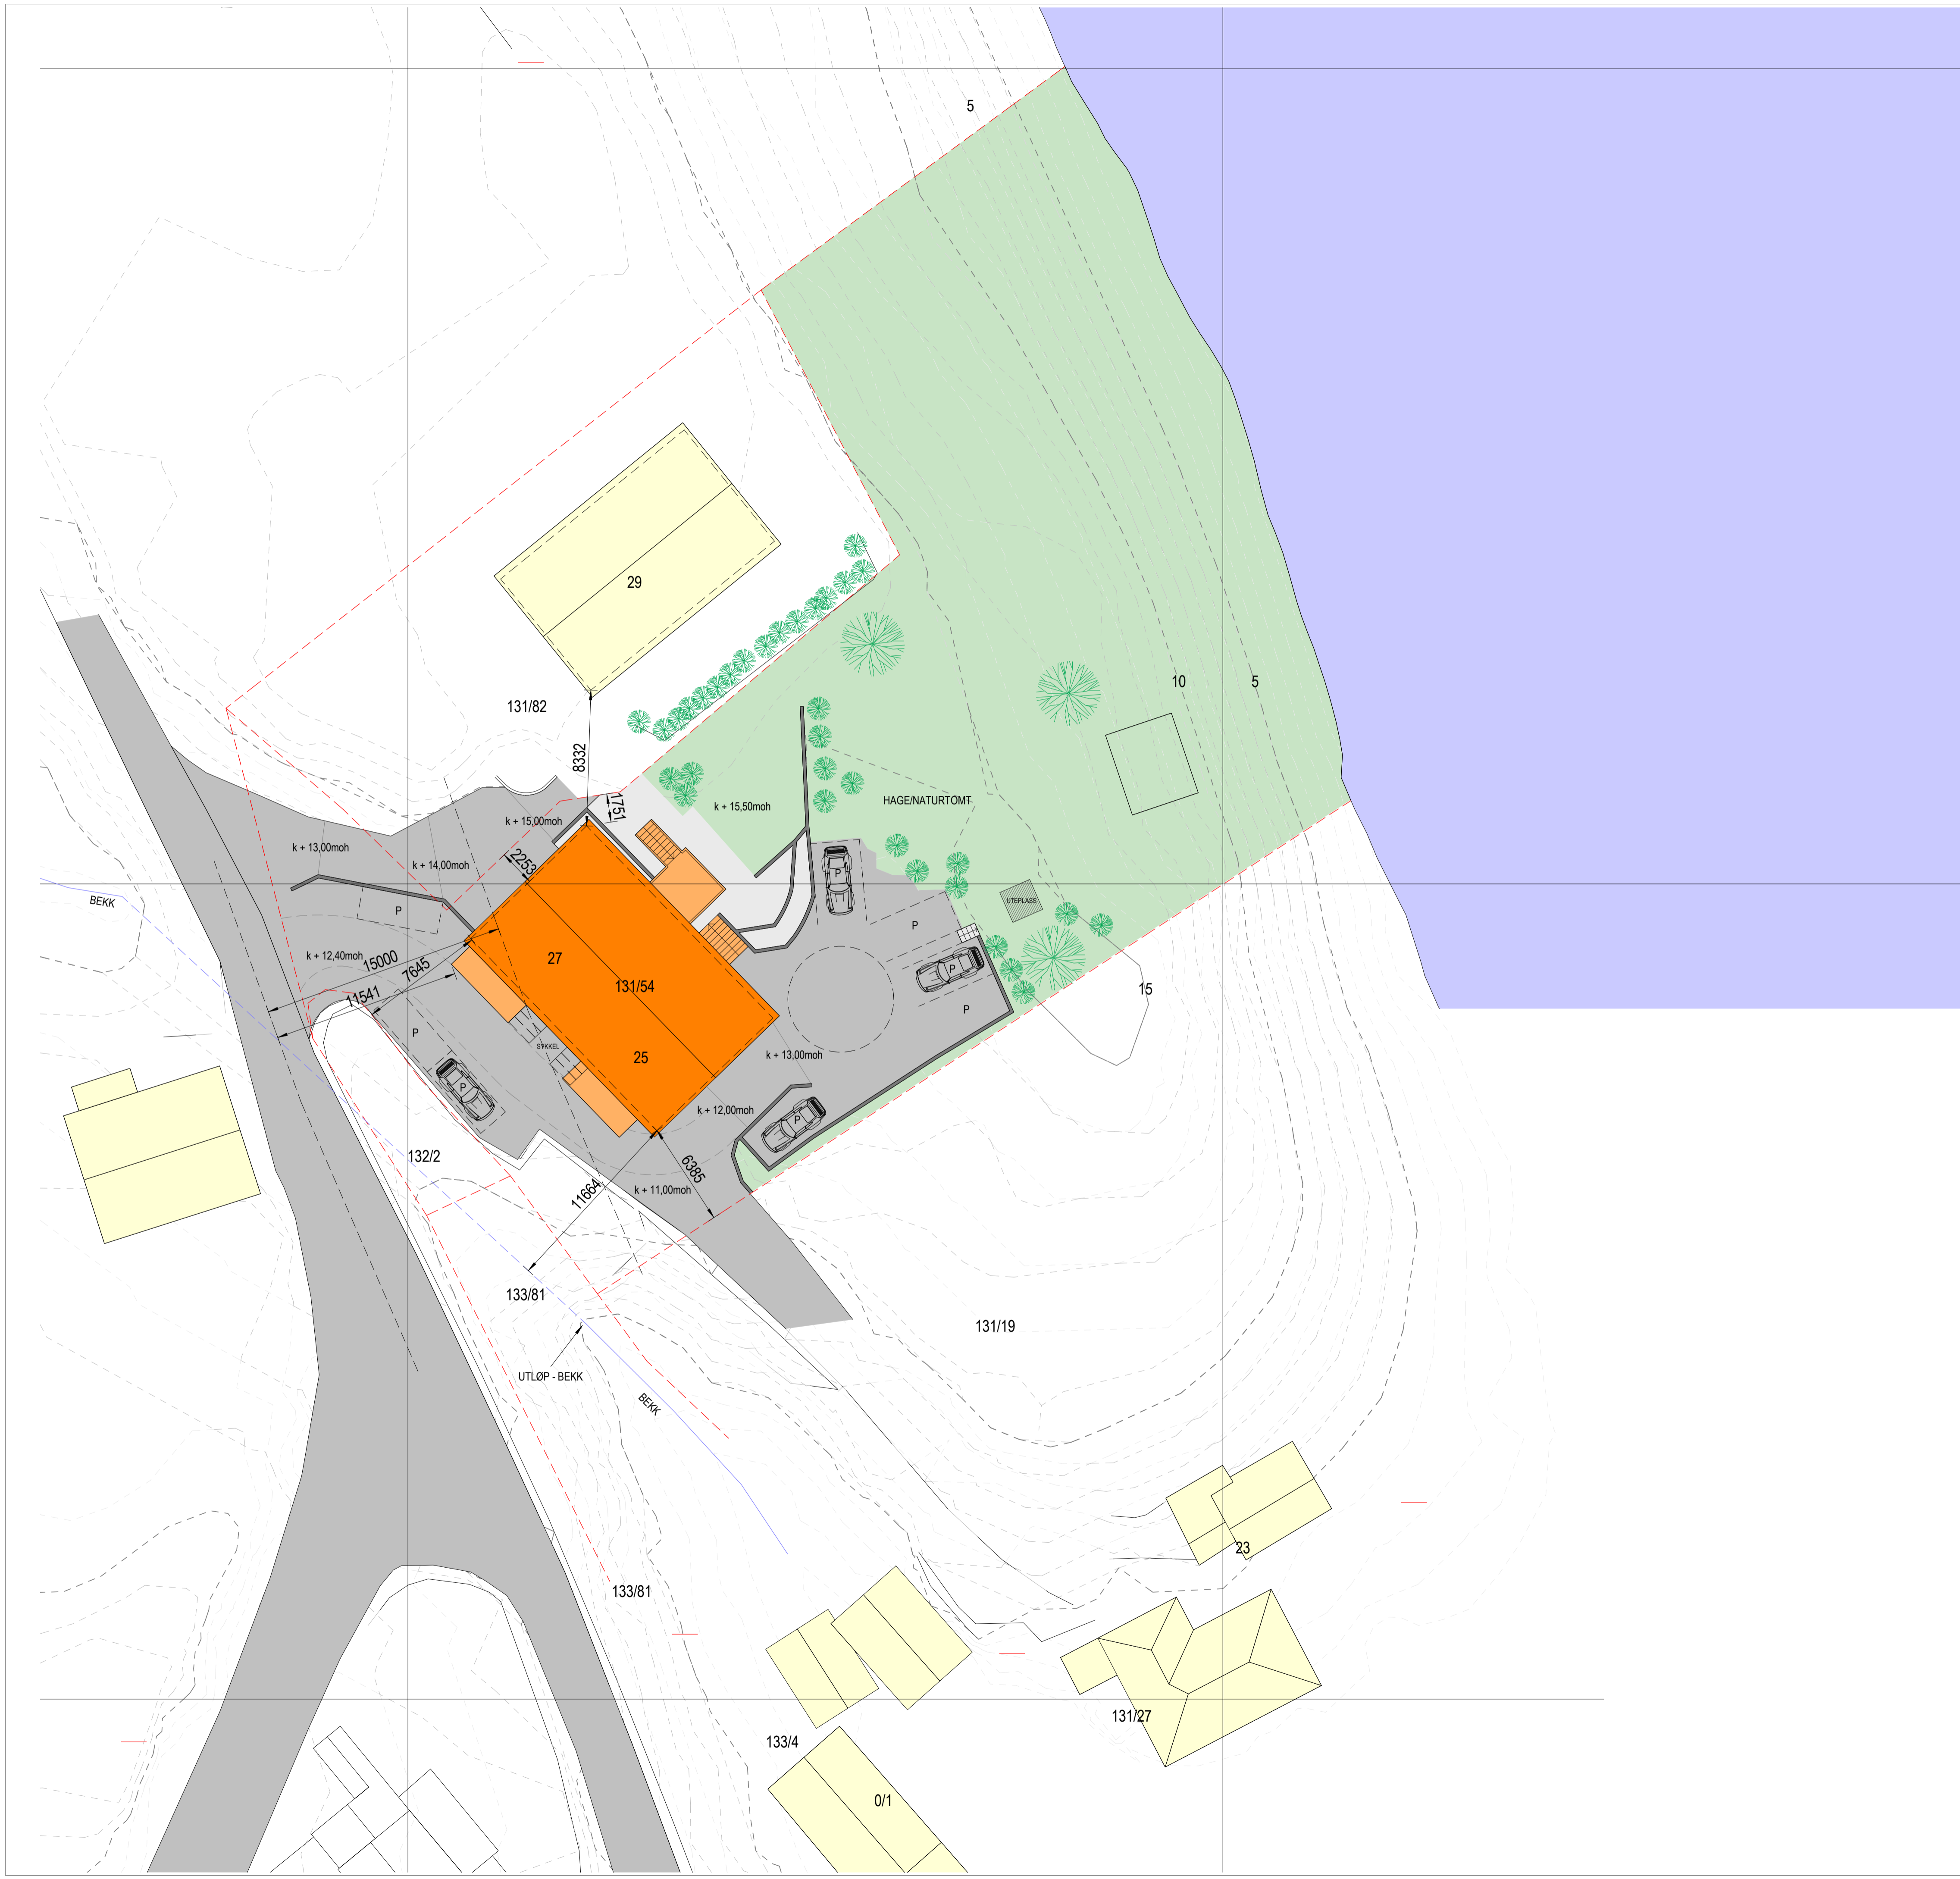 5
29
131/82
8332
10
5
1751
k + 15,50moh
HAGE/NATURTOMT
k + 15,00moh
k + 13,00moh
k + 14,00moh
2253
P
BEKK
P
UTEPLASS
P
k + 12,40moh
15000
7645
27
P
131/54
11541
15
P
P
SYKKEL
25
k + 13,00moh
P
k + 12,00moh
P
132/2
6385
11664
k + 11,00moh
133/81
131/19
UTLØP - BEKK
BEKK
23
133/81
131/27
133/4
0/1